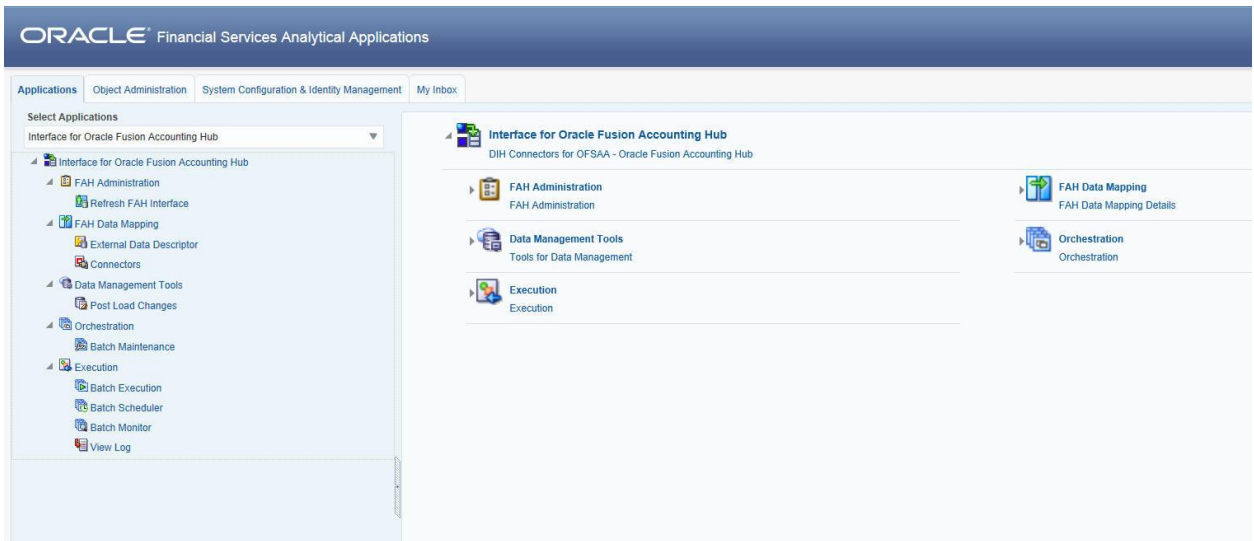 ORACLE® Financial Services Analytical Applications
Applications Object Administration System Configuration & Identity Management My Inbox
Select Applications
Interface for Oracle Fusion Accounting Hub
Interface for Oracle Fusion Accounting Hub
FAH Administration
Refresh FAH Interface
FAH Data Mapping
External Data Descriptor
Connectors
Data Management Tools
Post Load Changes
Orchestration
Batch Maintenance
Execution
Batch Execution
Batch Scheduler
Batch Monitor
View Log
Interface for Oracle Fusion Accounting Hub
DIH Connectors for OFSAA - Oracle Fusion Accounting Hub
FAH Administration
FAH Administration
FAH Data Mapping
FAH Data Mapping Details
Data Management Tools
Tools for Data Management
Orchestration
Orchestration
Execution
Execution